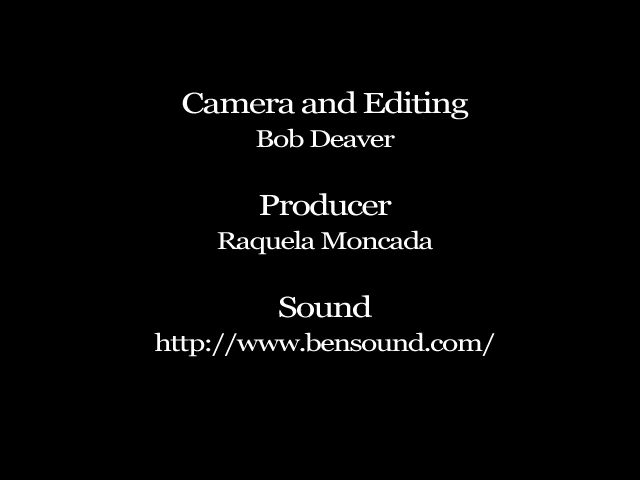 Camera and Editing
Bob Deaver
Producer
Raquela Moncada
Sound
http://www.bensound.com/